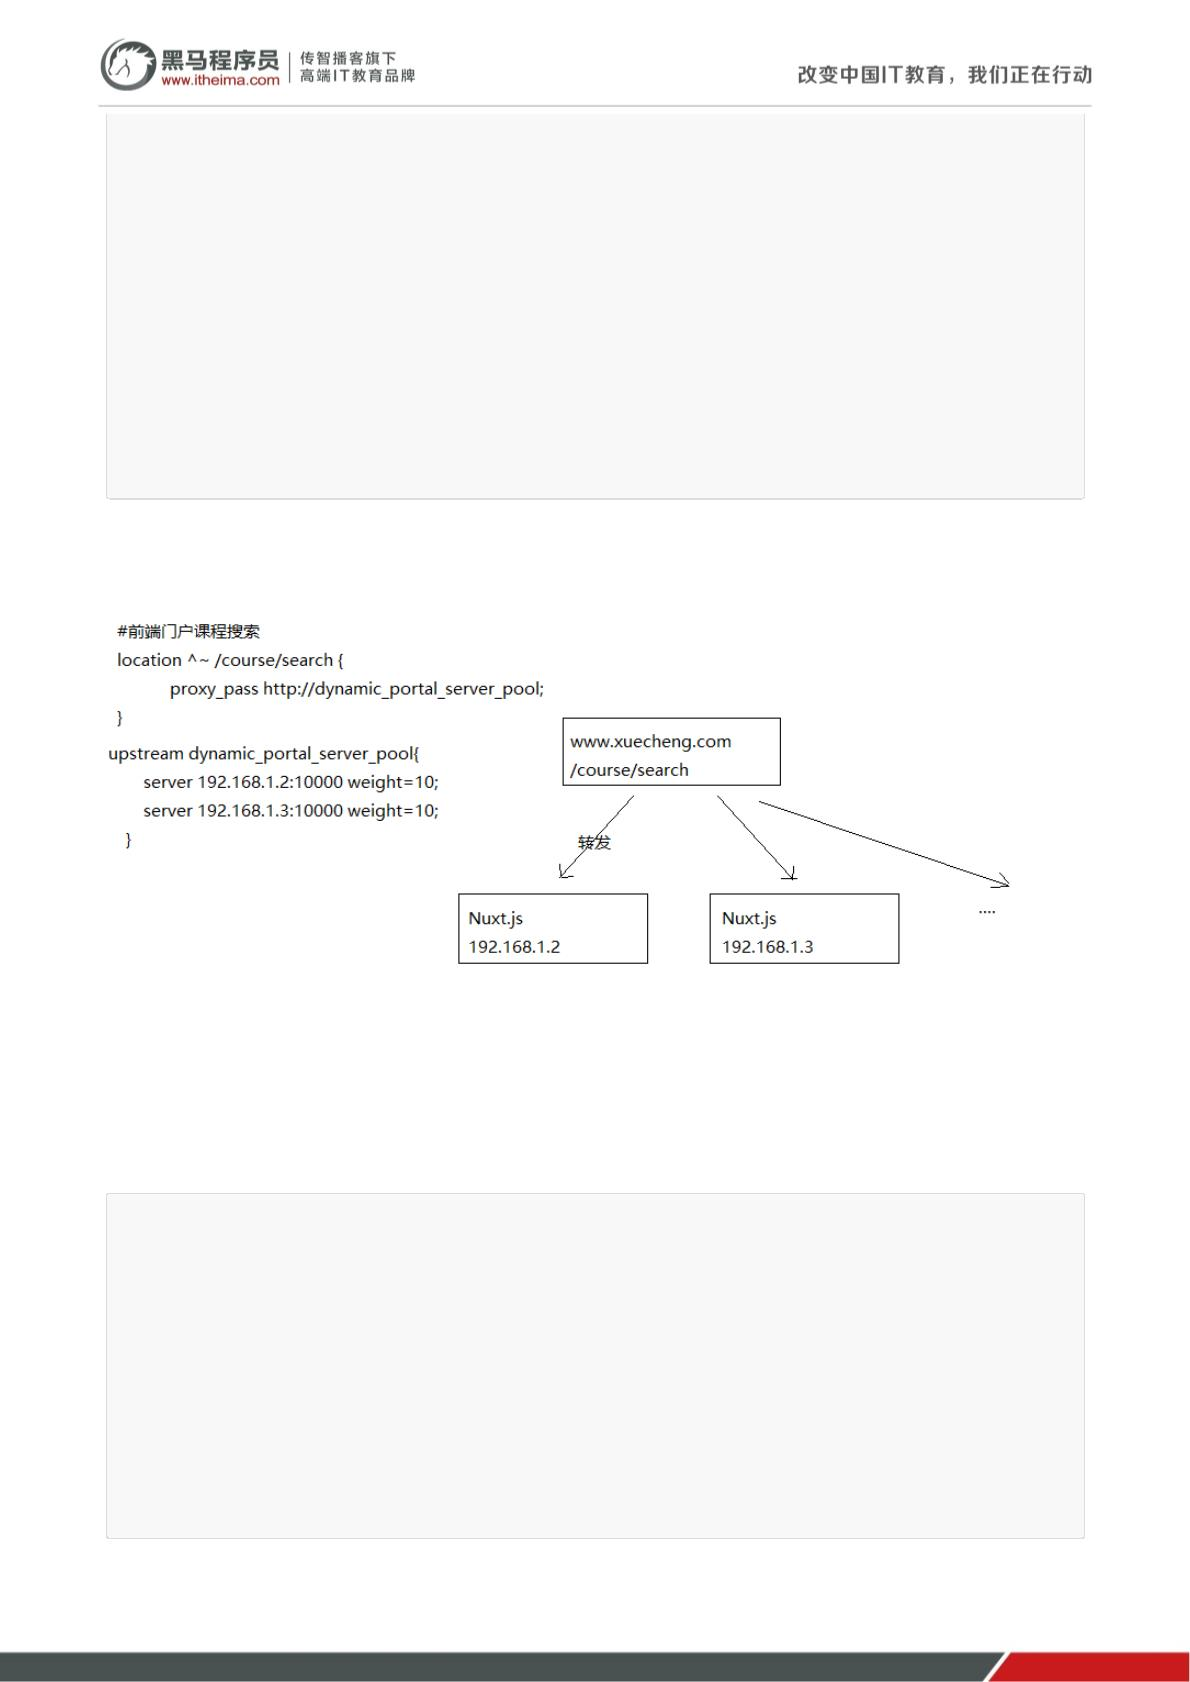 黑马程序员
www.itheima.com
传智播客旗下
高端IT教育品牌
改变中国IT教育，我们正在行动
#前端门户课程搜索
location ^~ /course/search {
proxy_pass http://dynamic_portal_server_pool;
}
upstream dynamic_portal_server_pool{
server 192.168.1.2:10000 weight=10;
server 192.168.1.3:10000 weight=10;
}
www.xuecheng.com
/course/search
转发
Nuxt.js
192.168.1.2
Nuxt.js
192.168.1.3
....